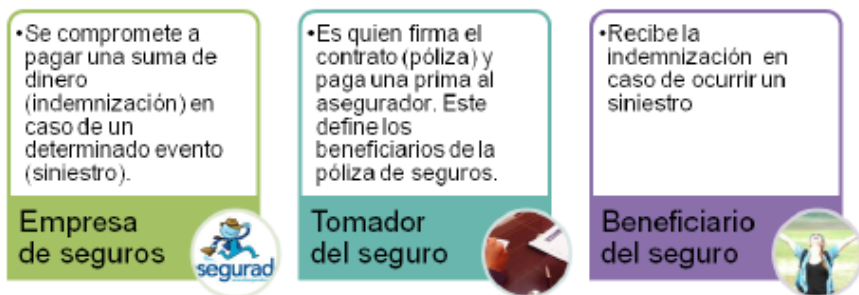 •Se compromete a
pagar una suma de
dinero
(indemnización) en
caso de un
determinado evento
(siniestro).
Empresa
de seguros
segurad
•Es quien firma el
contrato (póliza) y
paga una prima al
asegurador. Este
define los
beneficiarios de la
póliza de seguros.
Tomador
del seguro
•Recibe la
indemnización en
caso de ocurrir un
siniestro
Beneficiario
del seguro